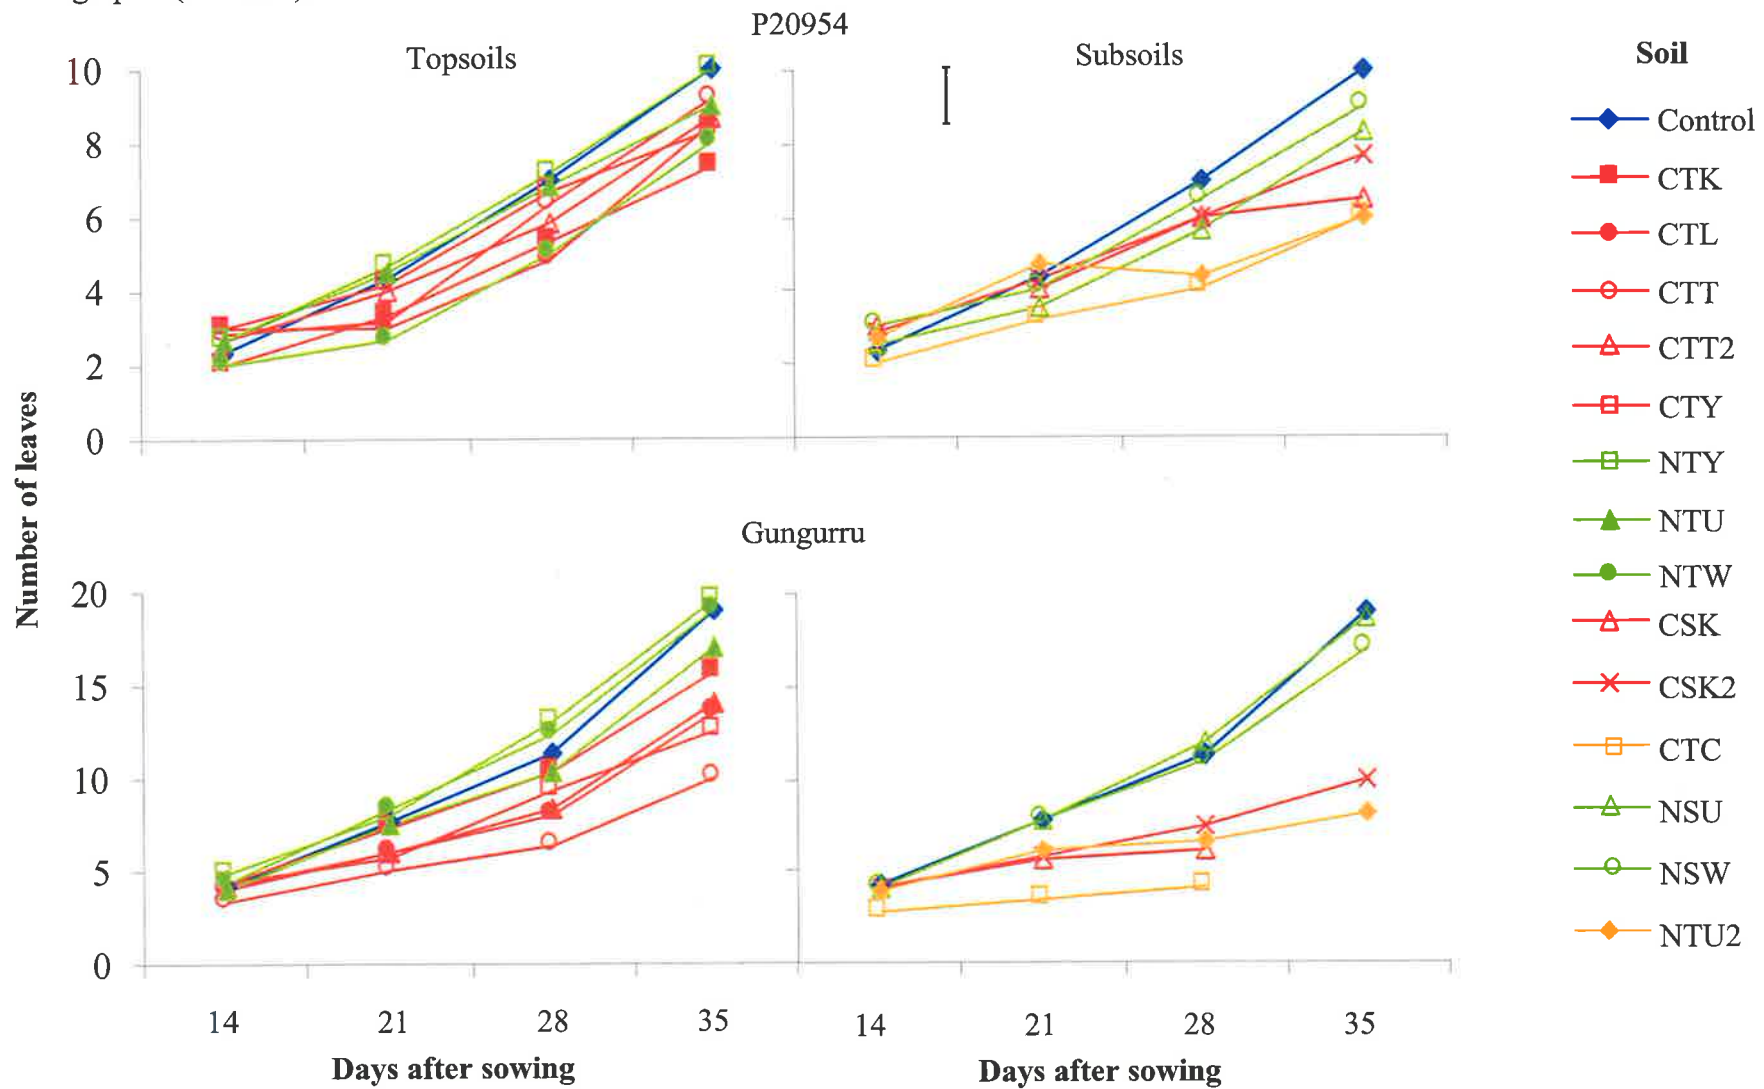 P20954
Topsoils
Subsoils
Soil
10
8
6
4
2
0
Control
CTK
CTL
CTT
CTT2
CTY
NTY
NTU
NTW
CSK
CSK2
CTC
NSU
NSW
NTU2
Number of leaves
Gungurru
20
15
10
5
0
14 21 28 35 14 21 28 35
Days after sowing Days after sowing